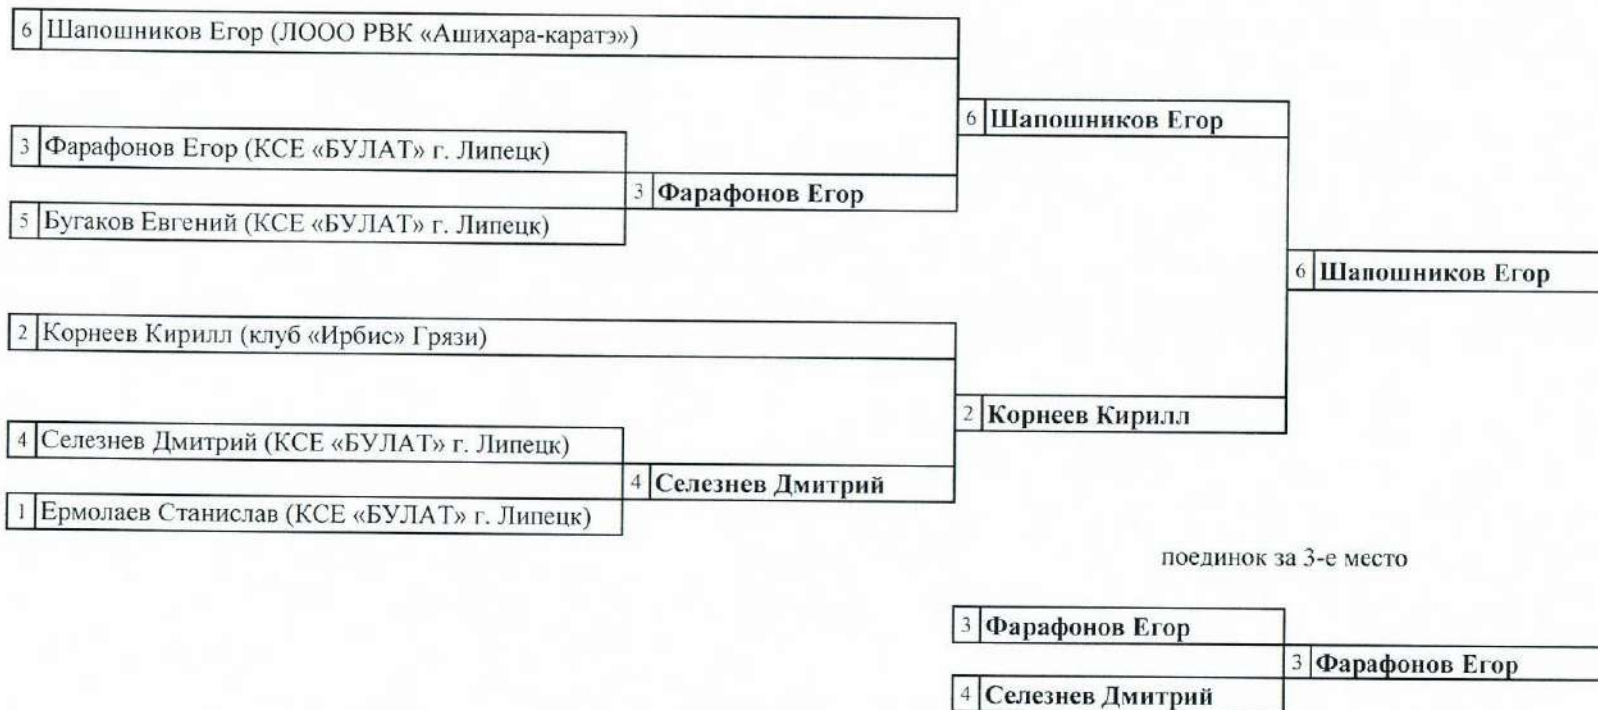 6 Шапошников Егор (ЛООО РВК «Ашихара-каратэ»)
6 Шапошников Егор
3 Фарафонов Егор (КСЕ «БУЛАТ» г. Липецк)
3 Фарафонов Егор
5 Бугаков Евгений (КСЕ «БУЛАТ» г. Липецк)
6 Шапошников Егор
2 Корнеев Кирилл (клуб «Ирбис» Грязи)
2 Корнеев Кирилл
4 Селезнев Дмитрий (КСЕ «БУЛАТ» г. Липецк)
4 Селезнев Дмитрий
1 Ермолаев Станислав (КСЕ «БУЛАТ» г. Липецк)
поединок за 3-е место
3 Фарафонов Егор
3 Фарафонов Егор
4 Селезнев Дмитрий